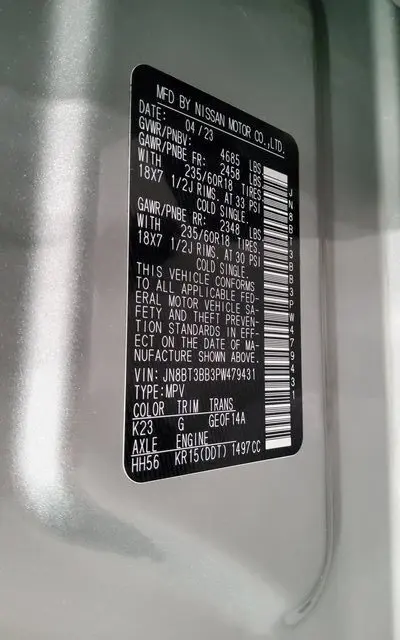 MFD BY NISSAN MOTOR CO.,LTD.
DATE: 04/23
GVWR/PNBV: 4685 LBS
GAWR/PNBE FR: 2458 LBS
WITH 235/60R18 TIRES
18X7 1/2J RIMS. AT 33 PSI
COLD SINGLE.
GAWR/PNBE RR: 2348 LBS
WITH 235/60R18 TIRES.
18X7 1/2J RIMS. AT 30 PSI
COLD SINGLE.
THIS VEHICLE CONFORMS
TO ALL APPLICABLE FED-
ERAL MOTOR VEHICLE SA-
FETY AND THEFT PREVEN-
TION STANDARDS IN EFF-
ECT ON THE DATE OF MA-
NUFACTURE SHOWN ABOVE.
VIN: JN8BT3BB3PW479431
TYPE:MPV
COLOR TRIM TRANS
K23 G GE0F14A
AXLE ENGINE
HH56 KR15(DDT) 1497CC
JN8BT3BB3PW479431